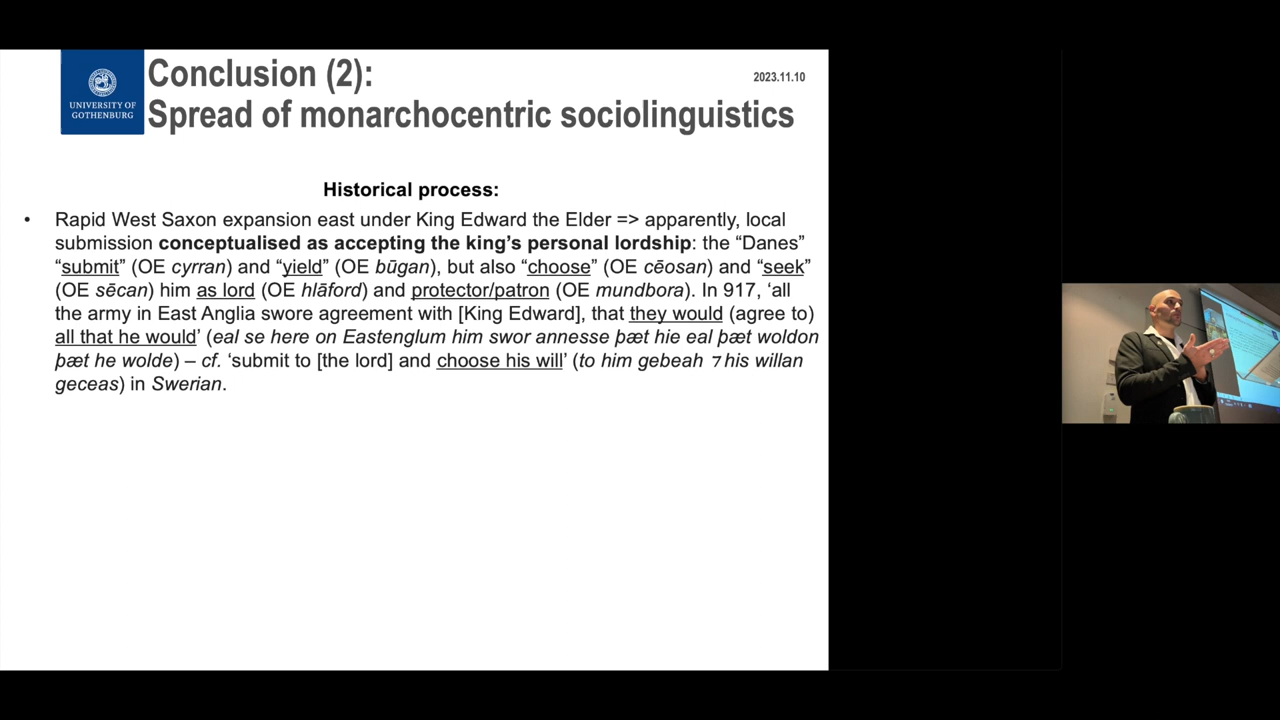 UNIVERSITY OF
GOTHENBURG
Conclusion (2):
Spread of monarchocentric sociolinguistics
2023.11.10
Historical process:
• Rapid West Saxon expansion east under King Edward the Elder => apparently, local
submission conceptualised as accepting the king's personal lordship: the “Danes”
“submit” (OE cyrran) and “yield” (OE būgan), but also “choose” (OE cēosan) and “seek”
(OE sēcan) him as lord (OE hlāford) and protector/patron (OE mundbora). In 917, ‘all
the army in East Anglia swore agreement with [King Edward], that they would (agree to)
all that he would’ (eal se here on Eastenglum him swor annesse þæt hie eal þæt woldon
þæt he wolde) – cf. ‘submit to [the lord] and choose his will’ (to him gebeah ⁊ his willan
geceas) in Swerian.